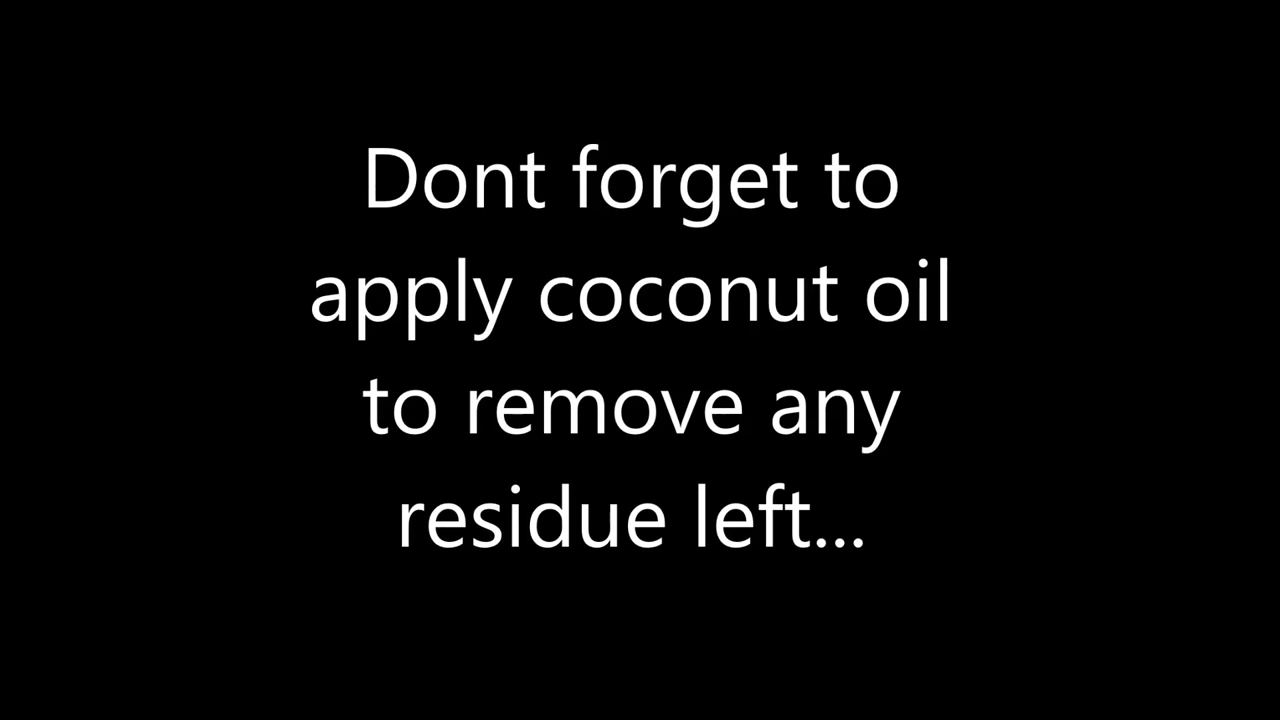 Dont forget to
apply coconut oil
to remove any
residue left...